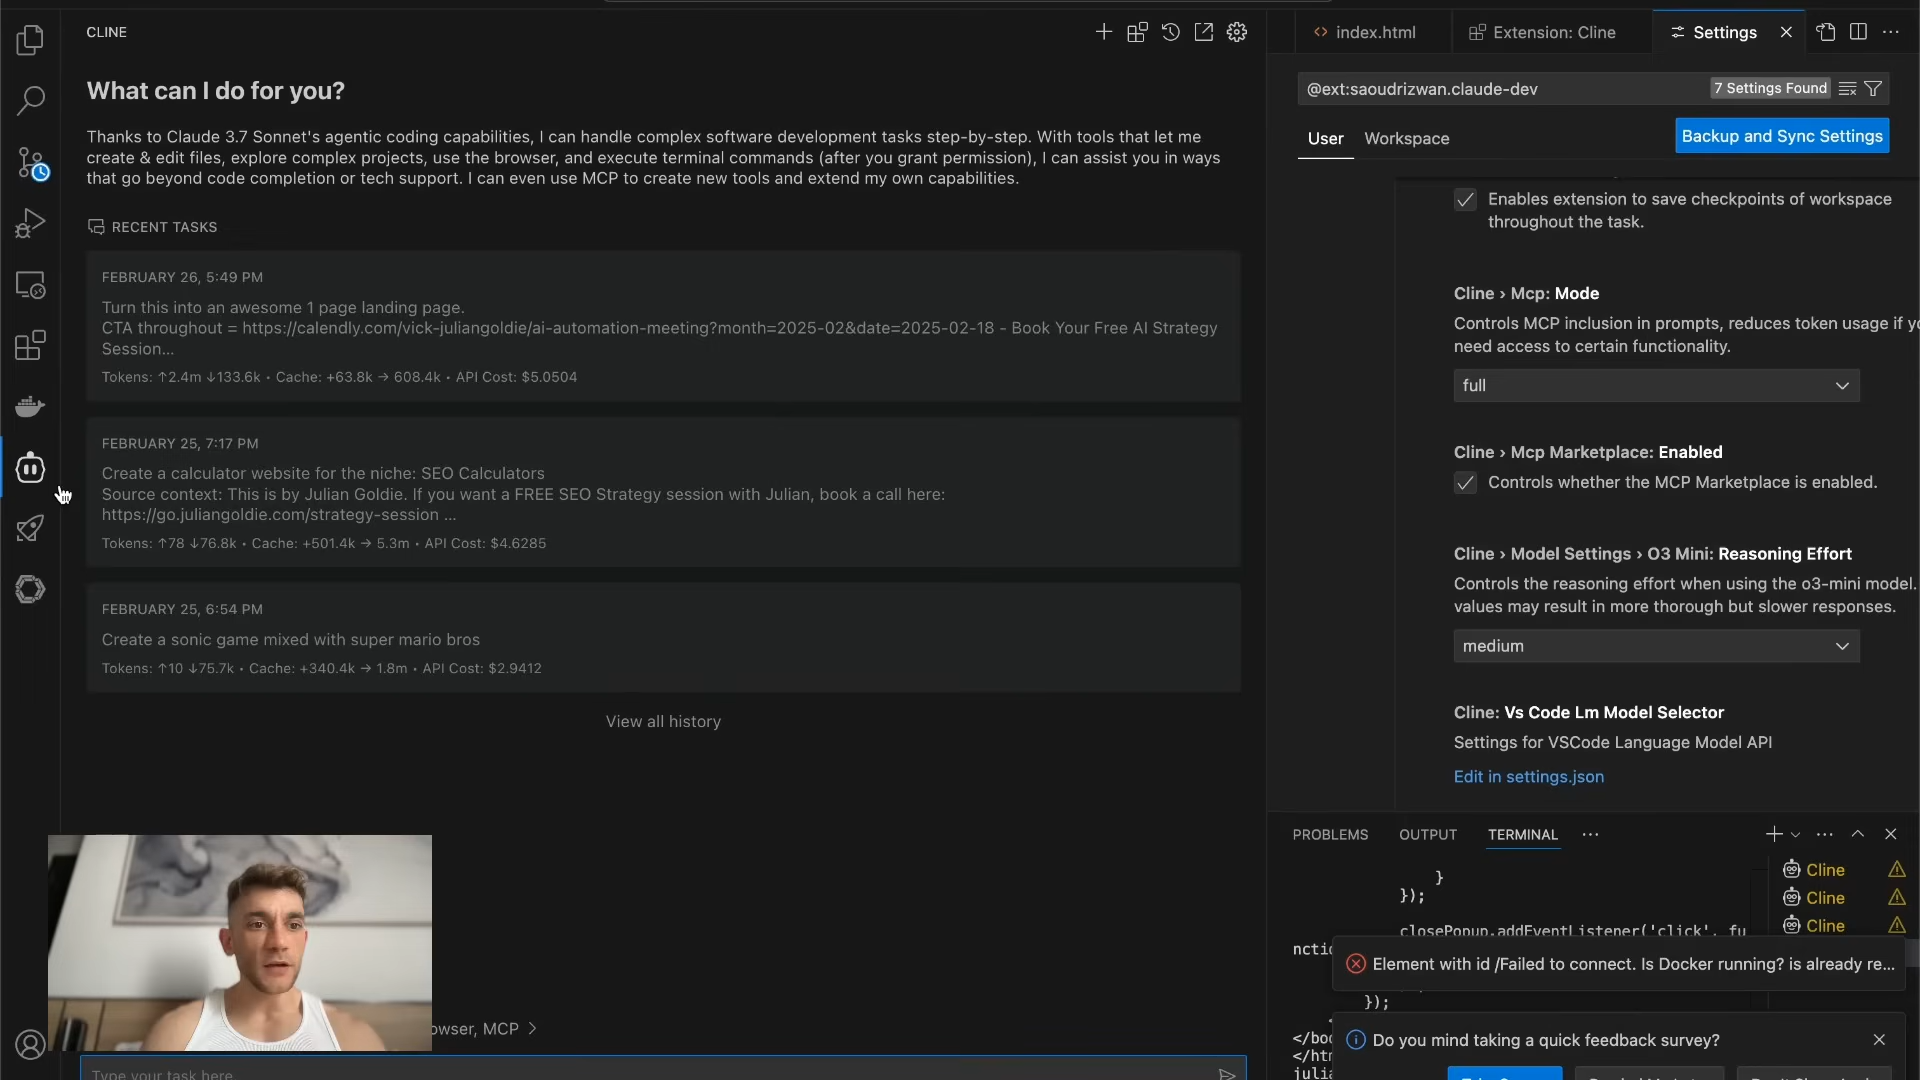 CLINE
What can I do for you?
Thanks to Claude 3.7 Sonnet's agentic coding capabilities, I can handle complex software development tasks step-by-step. With tools that let me
create & edit files, explore complex projects, use the browser, and execute terminal commands (after you grant permission), I can assist you in ways
that go beyond code completion or tech support. I can even use MCP to create new tools and extend my own capabilities.
RECENT TASKS
FEBRUARY 26, 5:49 PM
Turn this into an awesome 1 page landing page.
CTA throughout = https://calendly.com/vick-juliangoldie/ai-automation-meeting?month=2025-02&date=2025-02-18 - Book Your Free AI Strategy
Session...
Tokens: ↑2.4m ↓133.6k • Cache: +63.8k → 608.4k • API Cost: $5.0504
FEBRUARY 25, 7:17 PM
Create a calculator website for the niche: SEO Calculators
Source context: This is by Julian Goldie. If you want a FREE SEO Strategy session with Julian, book a call here:
https://go.juliangoldie.com/strategy-session ...
Tokens: ↑78 ↓76.8k • Cache: +501.4k → 5.3m • API Cost: $4.6285
FEBRUARY 25, 6:54 PM
Create a sonic game mixed with super mario bros
Tokens: ↑10 ↓75.7k • Cache: +340.4k → 1.8m • API Cost: $2.9412
View all history
owser, MCP >
Type your task here
index.html
Extension: Cline
Settings
@ext:saoudrizwan.claude-dev
7 Settings Found
User
Workspace
Backup and Sync Settings
Enables extension to save checkpoints of workspace
throughout the task.
Cline › Mcp: Mode
Controls MCP inclusion in prompts, reduces token usage if yo
need access to certain functionality.
full
Cline › Mcp Marketplace: Enabled
Controls whether the MCP Marketplace is enabled.
Cline › Model Settings › O3 Mini: Reasoning Effort
Controls the reasoning effort when using the o3-mini model.
values may result in more thorough but slower responses.
medium
Cline: Vs Code Lm Model Selector
Settings for VSCode Language Model API
Edit in settings.json
PROBLEMS
OUTPUT
TERMINAL
}
});
closePopup.addEventListener('click', fu
nctio
});
</bod
</htm
julia
Cline
Cline
Cline
Element with id /Failed to connect. Is Docker running? is already re...
Do you mind taking a quick feedback survey?